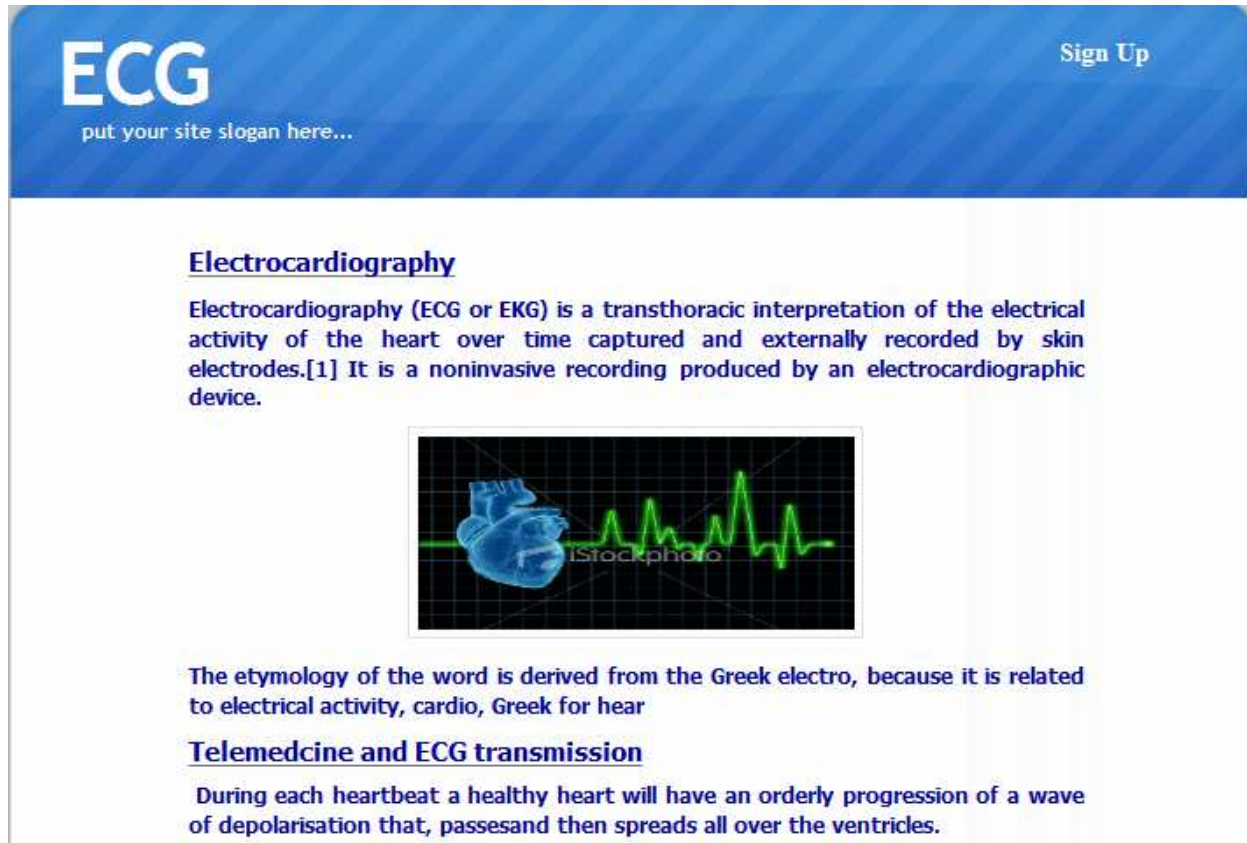 ECG
Sign Up
put your site slogan here...
Electrocardiography
Electrocardiography (ECG or EKG) is a transthoracic interpretation of the electrical
activity of the heart over time captured and externally recorded by skin
electrodes.[1] It is a noninvasive recording produced by an electrocardiographic
device.
iStockphoto
The etymology of the word is derived from the Greek electro, because it is related
to electrical activity, cardio, Greek for hear
Telemedcine and ECG transmission
During each heartbeat a healthy heart will have an orderly progression of a wave
of depolarisation that, passesand then spreads all over the ventricles.